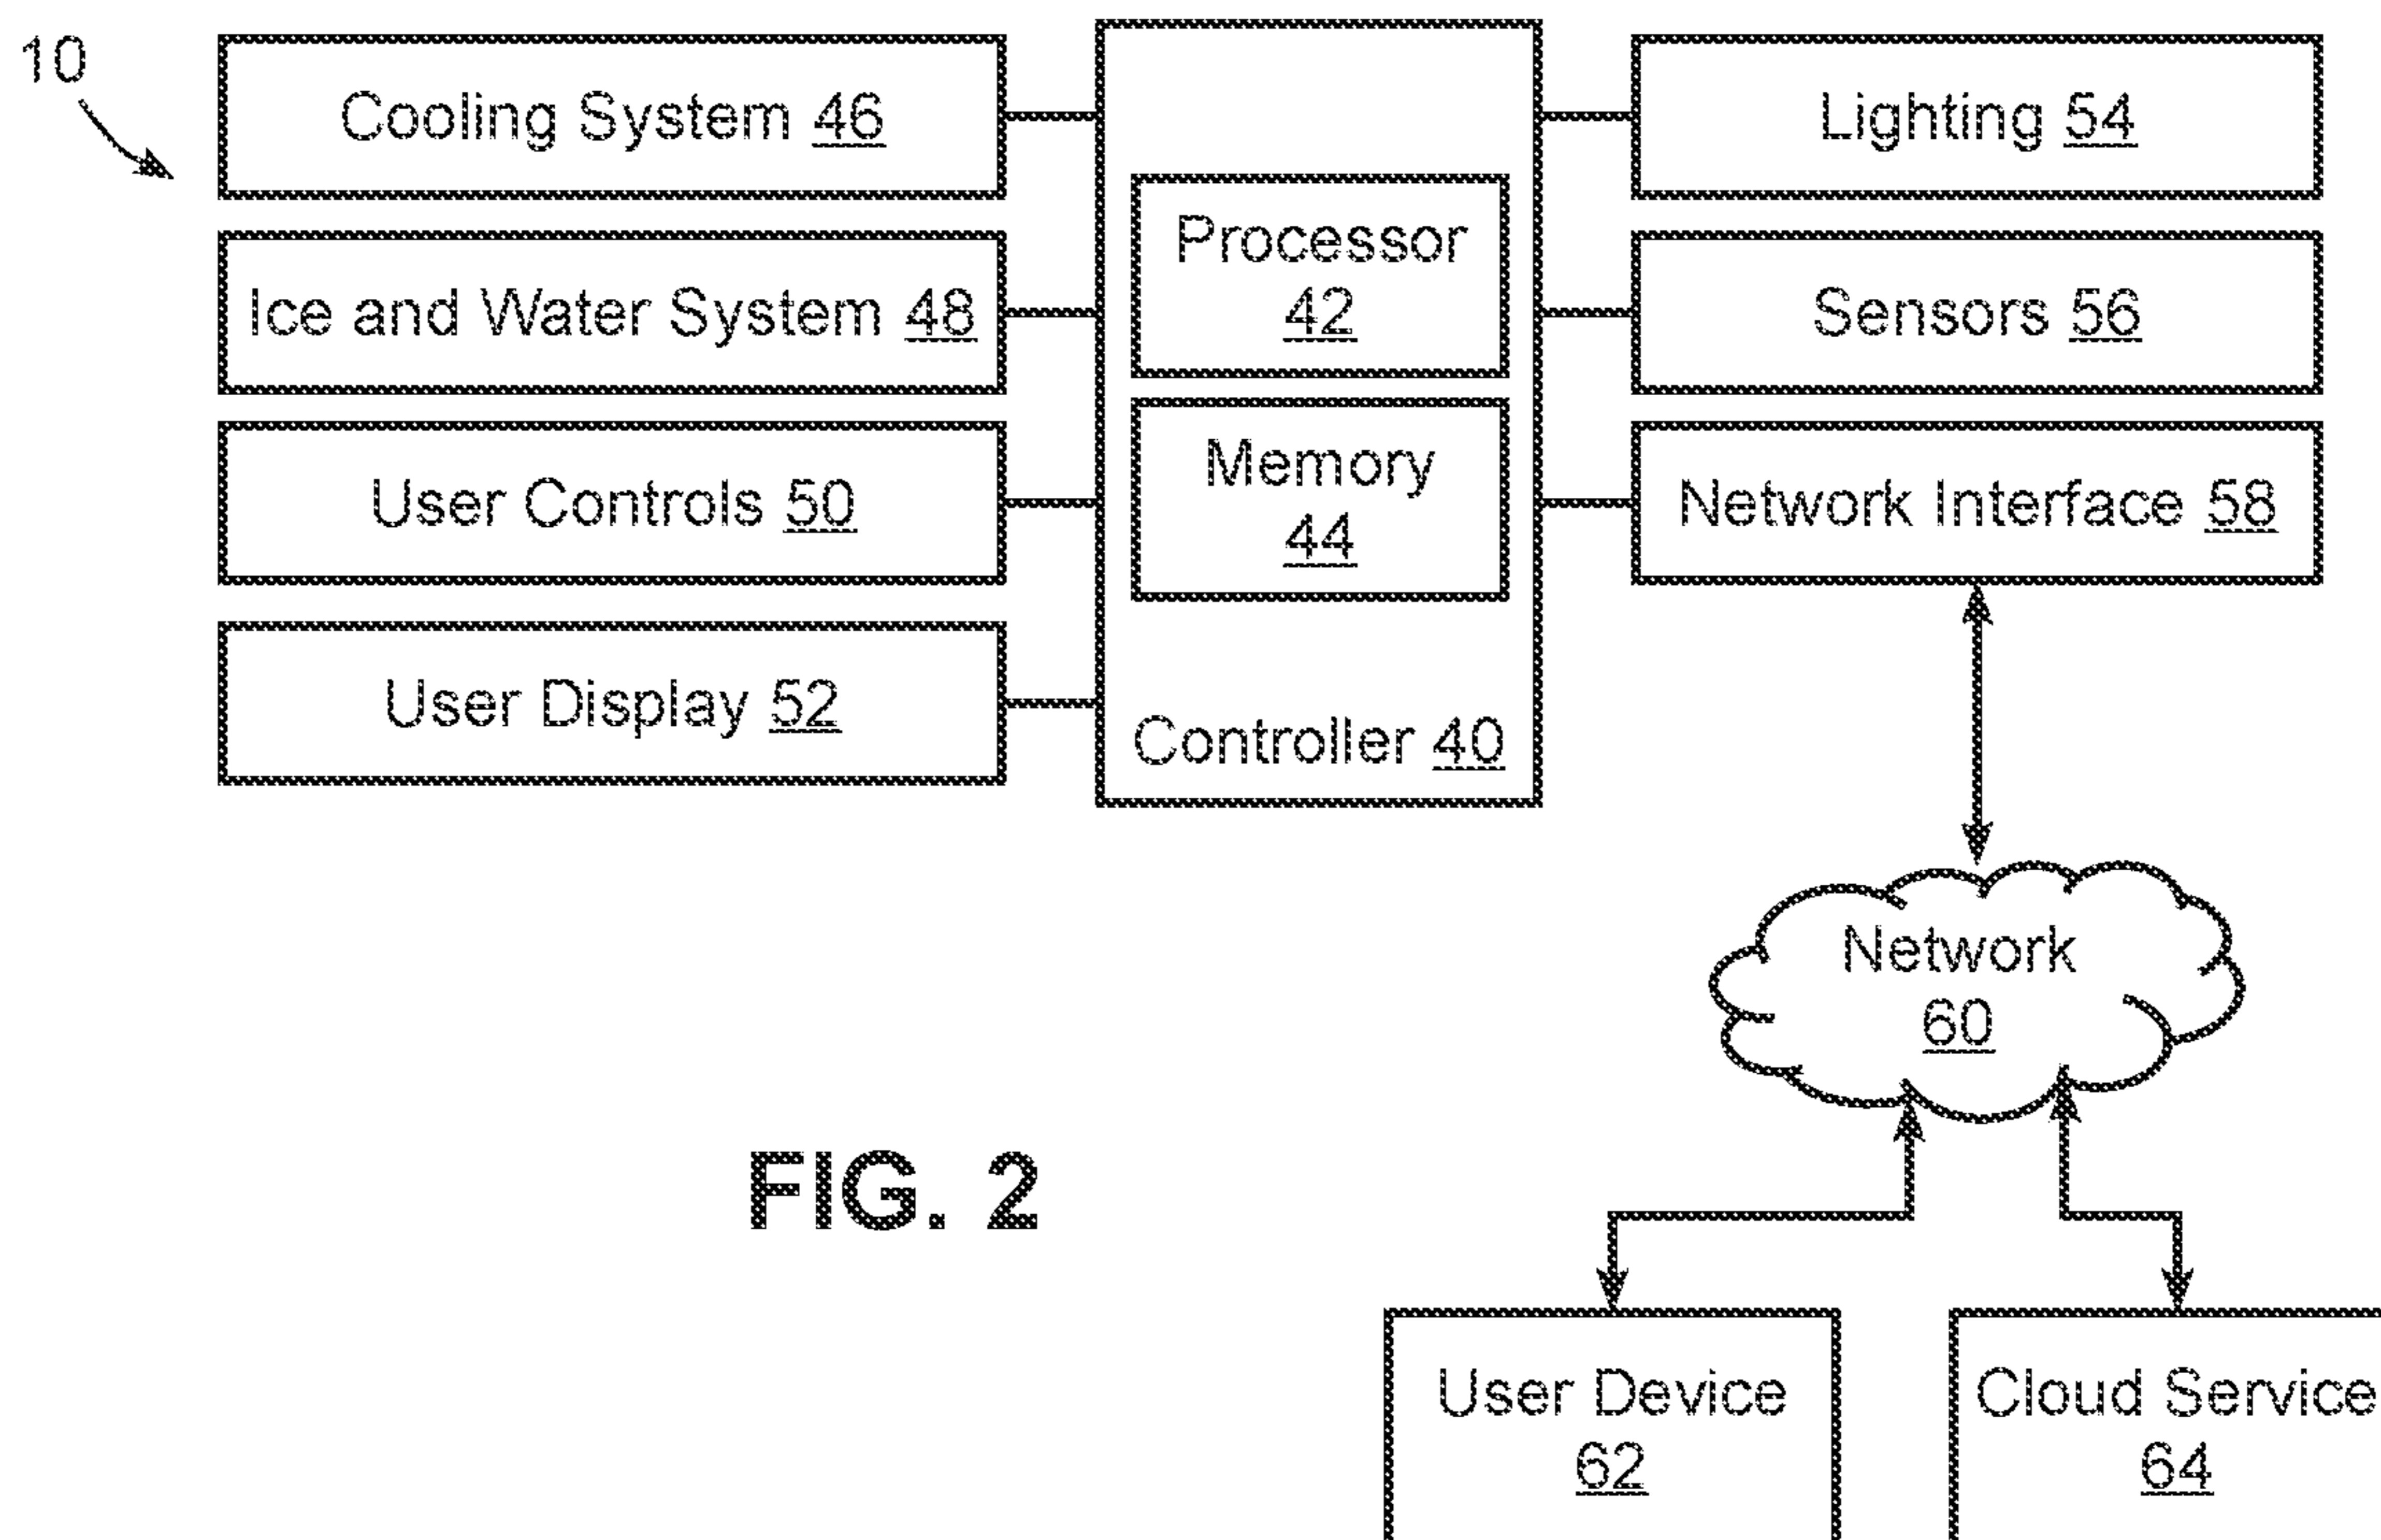 10
Cooling System 46
Ice and Water System 48
User Controls 50
User Display 52
Processor
42
Memory
44
Controller 40
Lighting 54
Sensors 56
Network Interface 58
Network
60
User Device
62
Cloud Service
64
FIG. 2